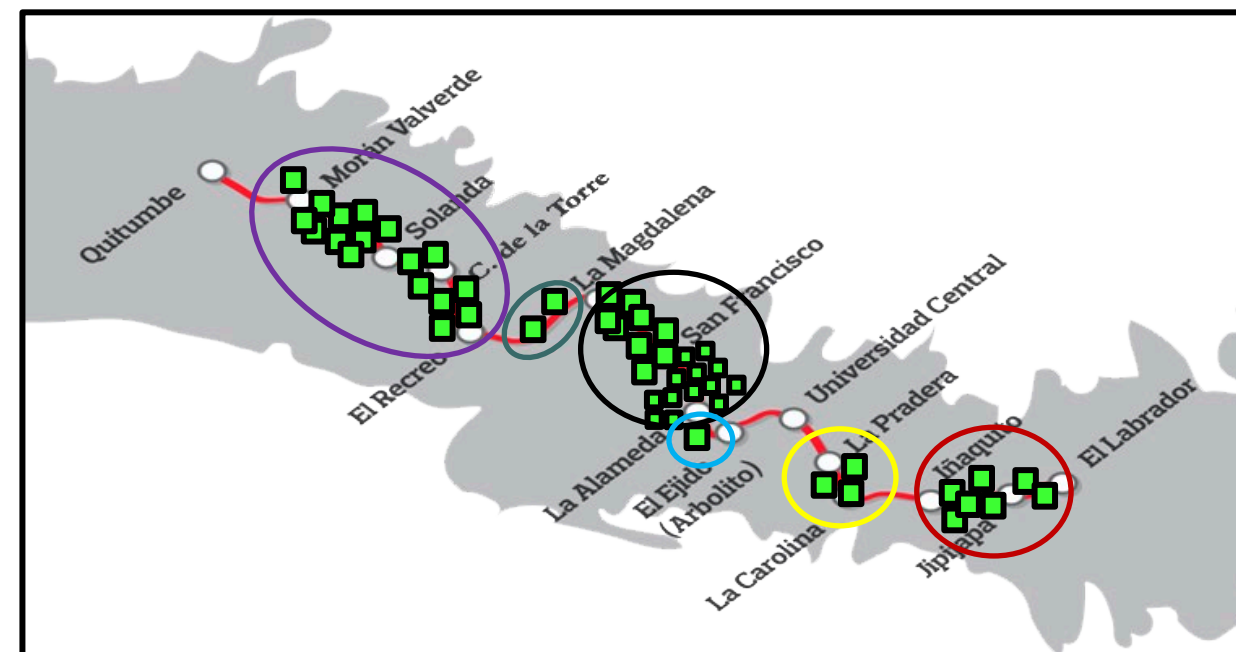 Quitumbe
Morán Valverde
Solanda
C. de la Torre
El Recreo
La Magdalena
San Francisco
La Alameda
El Ejido
(Arbolito)
Universidad Central
La Pradera
La Carolina
Iñaquito
Jipijapa
El Labrador